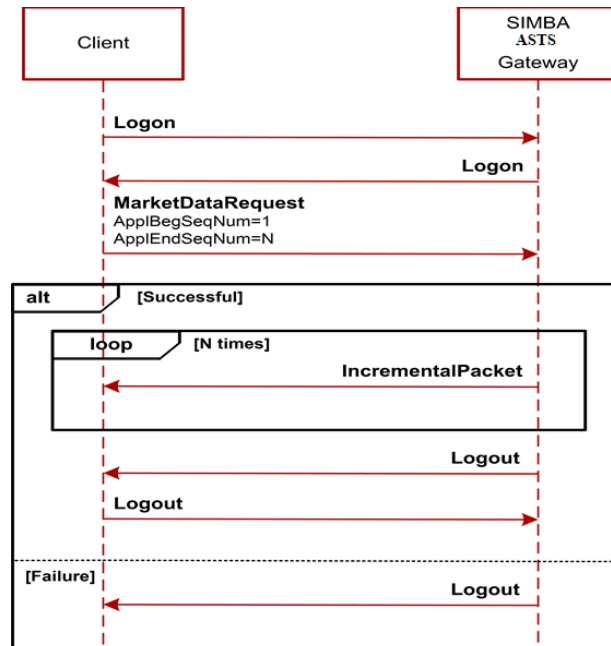 Client
SIMBA
ASTS
Gateway
Logon
Logon
MarketDataRequest
ApplBegSeqNum=1
ApplEndSeqNum=N
alt [Successful]
loop [N times]
IncrementalPacket
Logout
Logout
[Failure]
Logout